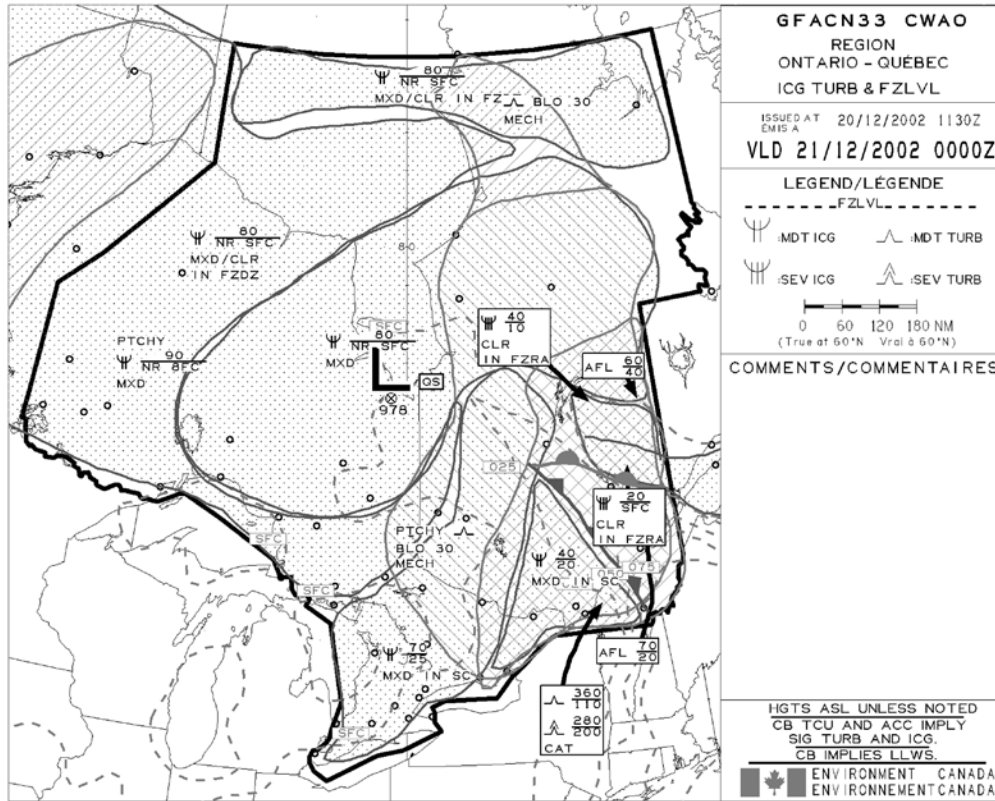 GFACN33 CWAO
REGION
ONTARIO - QUÉBEC
ICG TURB & FZLVL
ISSUED AT 20/12/2002 1130Z
ÉMIS A
VLD 21/12/2002 0000Z
LEGEND/LÉGENDE
FZLVL
:MDT ICG
:MDT TURB
:SEV ICG
:SEV TURB
0 60 120 180 NM
(True at 60°N Vrai à 60°N)
COMMENTS/COMMENTAIRES
HGTS ASL UNLESS NOTED
CB TCU AND ACC IMPLY
SIG TURB AND ICG.
CB IMPLIES LLWS.
ENVIRONMENT CANADA
ENVIRONNEMENT CANADA
80
NR SFC
MXD/CLR IN FZ
BLO 30
MECH
80
NR SFC
MXD/CLR
IN FZDZ
PTCHY
90
NR SFC
MXD
SFC
80
NR SFC
MXD
QS
978
40
10
CLR
IN FZRA
AFL 60
40
025
20
SFC
CLR
IN FZRA
PTCHY
BLO 30
MECH
SFC
SFC
40
20
MXD IN SC
050
075
70
25
MXD IN SC
AFL 70
20
360
110
280
200
CAT
SFC